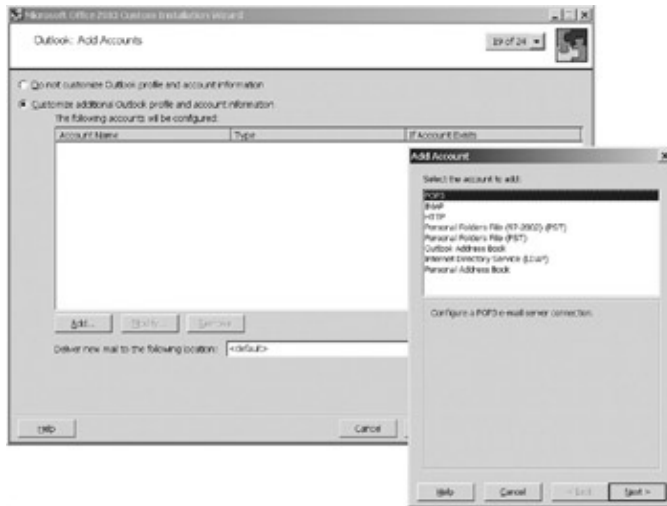 Microsoft Office 2003 Custom Installation Wizard
Outlook: Add Accounts
19 of 24
Do not customize Outlook profile and account information
Customize additional Outlook profile and account information
The following accounts will be configured:
Account Name Type If Account Exists
Add... Modify... Remove
Deliver new mail to the following location: <default>
Help Cancel
Add Account
Select the account to add:
POP3
IMAP
HTTP
Personal Folders File (97-2002) (PST)
Personal Folders File (PST)
Outlook Address Book
Internet Directory Service (LDAP)
Personal Address Book
Configure a POP3 e-mail server connection.
Help Cancel < Back Next >